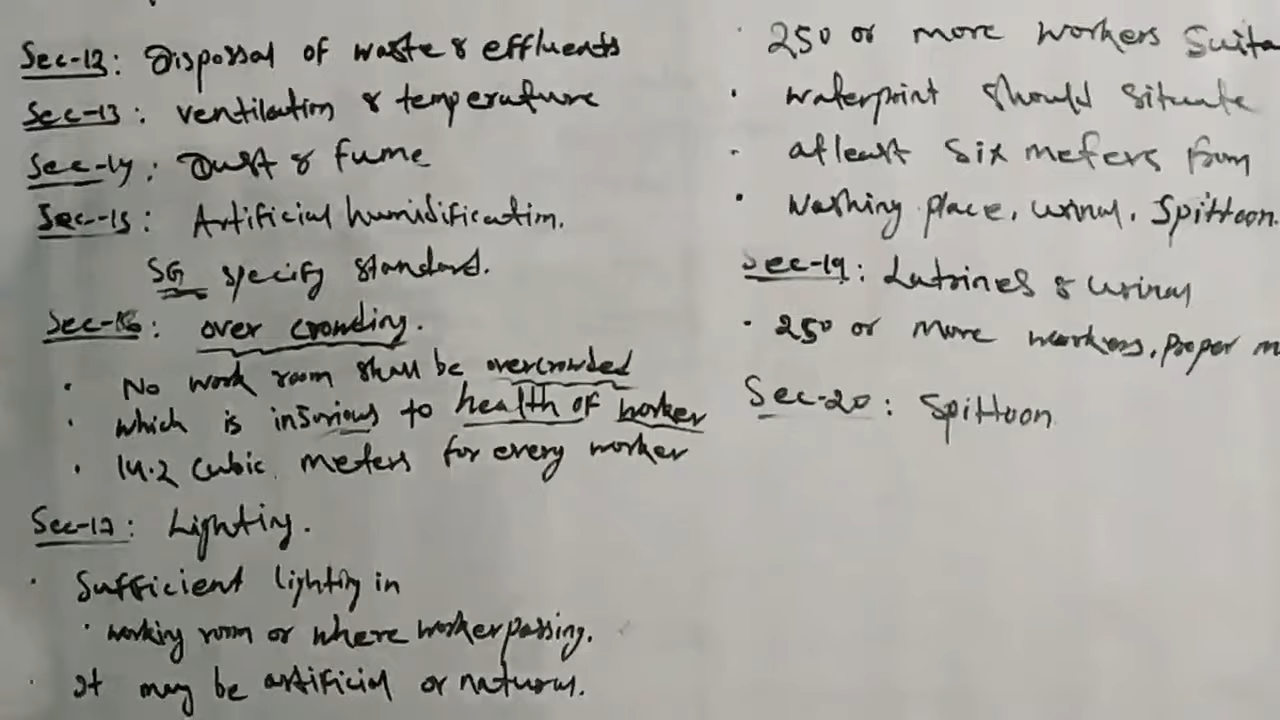 Sec-12: Disposal of waste & effluents
Sec-13: ventilation & temperature
Sec-14: Dust & fume
Sec-15: Artificial humidification.
SG specify standard.
Sec-16: over crowding.
· No work room shall be overcrowded
· which is insurious to health of worker
· 14.2 cubic meters for every worker
Sec-17: Lighting.
· Sufficient lighting in
· working room or where worker passing.
· It may be artificial or natural.
· 250 or more workers Suita
· waterpoint should situate
· atleast six meters from
· washing place, urinal, Spittoon.
Sec-19: Latrines & urinal
· 250 or more workers, proper m
Sec-20: Spittoon